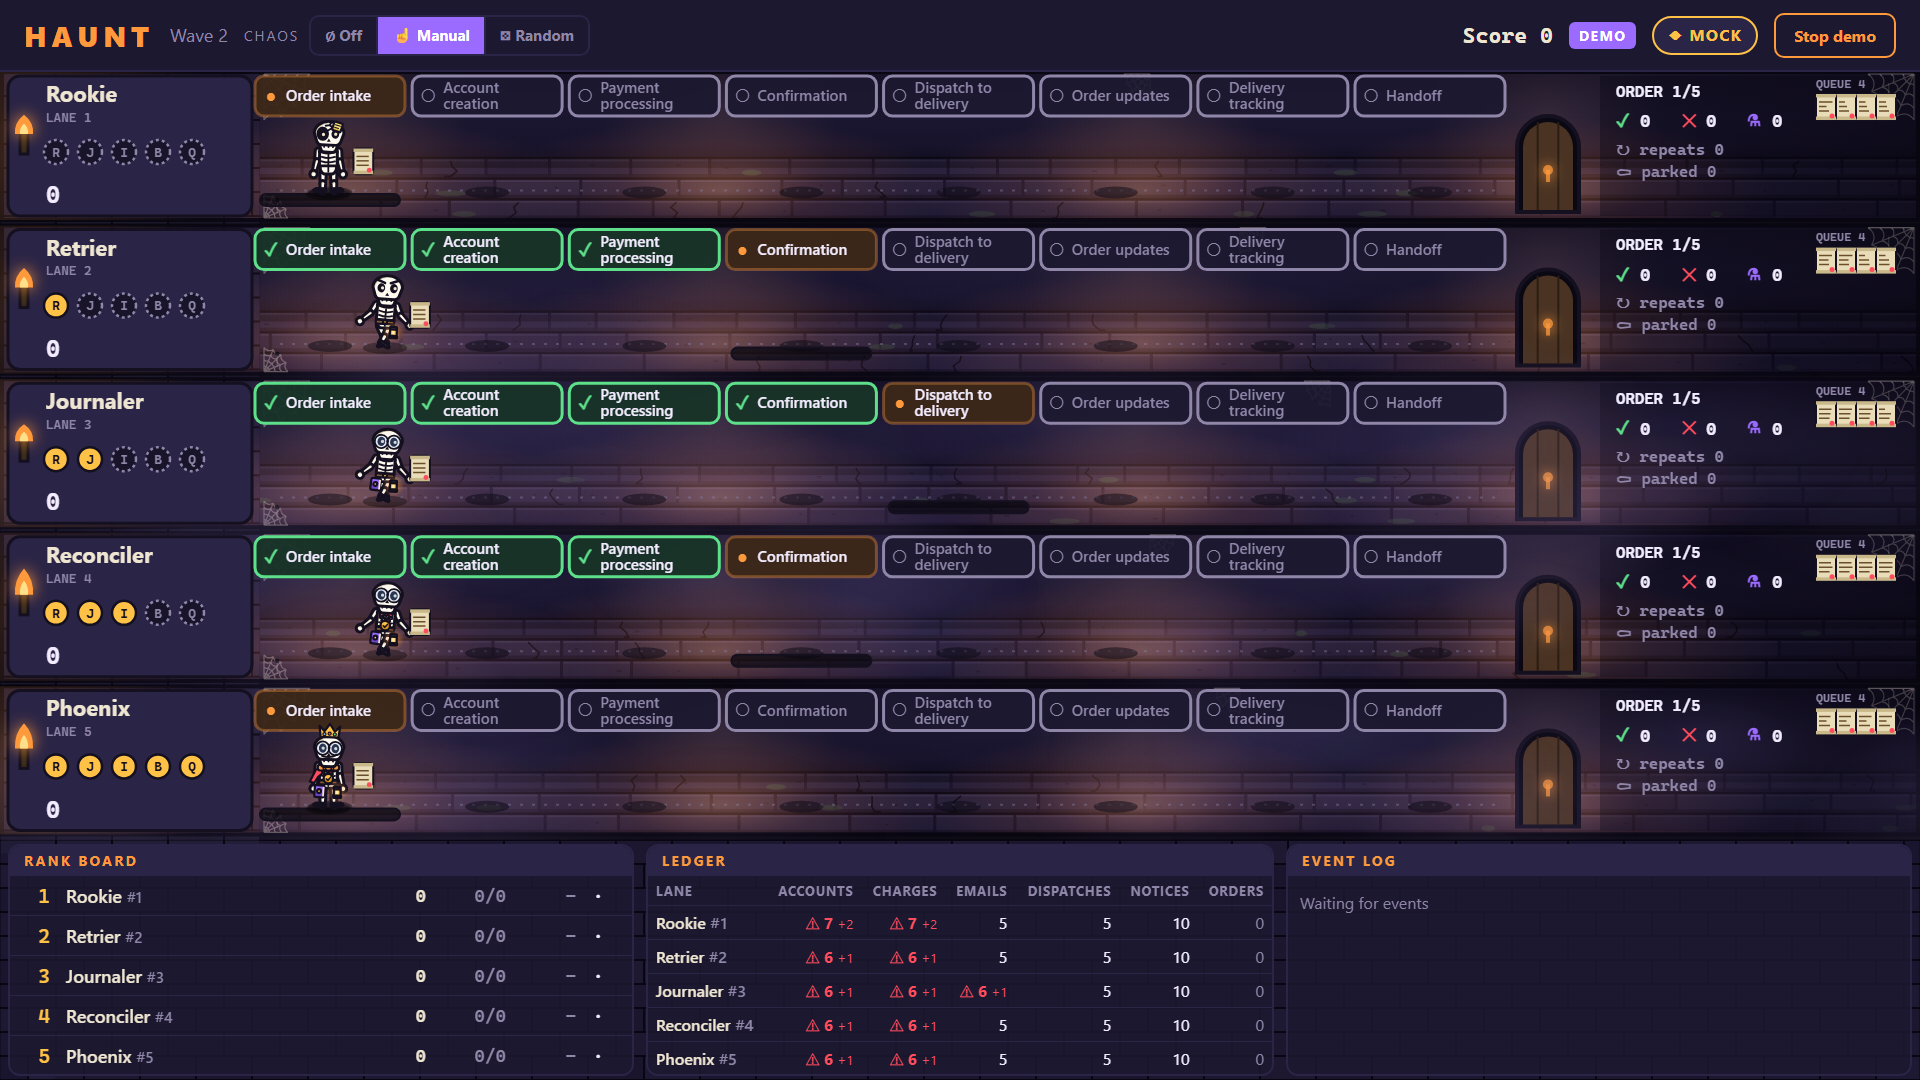 HAUNT Wave 2 CHAOS Ø Off Manual Random Score 0 DEMO MOCK Stop demo
Rookie
LANE 1
R J I B Q
0
Order intake
Account creation
Payment processing
Confirmation
Dispatch to delivery
Order updates
Delivery tracking
Handoff
ORDER 1/5
QUEUE 4
✓ 0 ✕ 0 0
↻ repeats 0
parked 0
Retrier
LANE 2
R J I B Q
0
✓ Order intake
✓ Account creation
✓ Payment processing
Confirmation
Dispatch to delivery
Order updates
Delivery tracking
Handoff
ORDER 1/5
QUEUE 4
✓ 0 ✕ 0 0
↻ repeats 0
parked 0
Journaler
LANE 3
R J I B Q
0
✓ Order intake
✓ Account creation
✓ Payment processing
✓ Confirmation
Dispatch to delivery
Order updates
Delivery tracking
Handoff
ORDER 1/5
QUEUE 4
✓ 0 ✕ 0 0
↻ repeats 0
parked 0
Reconciler
LANE 4
R J I B Q
0
✓ Order intake
✓ Account creation
✓ Payment processing
Confirmation
Dispatch to delivery
Order updates
Delivery tracking
Handoff
ORDER 1/5
QUEUE 4
✓ 0 ✕ 0 0
↻ repeats 0
parked 0
Phoenix
LANE 5
R J I B Q
0
Order intake
Account creation
Payment processing
Confirmation
Dispatch to delivery
Order updates
Delivery tracking
Handoff
ORDER 1/5
QUEUE 4
✓ 0 ✕ 0 0
↻ repeats 0
parked 0
RANK BOARD
1 Rookie #1 0 0/0 – ·
2 Retrier #2 0 0/0 – ·
3 Journaler #3 0 0/0 – ·
4 Reconciler #4 0 0/0 – ·
5 Phoenix #5 0 0/0 – ·
LEDGER
LANE ACCOUNTS CHARGES EMAILS DISPATCHES NOTICES ORDERS
Rookie #1 ⚠ 7 +2 ⚠ 7 +2 5 5 10 0
Retrier #2 ⚠ 6 +1 ⚠ 6 +1 5 5 10 0
Journaler #3 ⚠ 6 +1 ⚠ 6 +1 ⚠ 6 +1 5 10 0
Reconciler #4 ⚠ 6 +1 ⚠ 6 +1 5 5 10 0
Phoenix #5 ⚠ 6 +1 ⚠ 6 +1 5 5 10 0
EVENT LOG
Waiting for events